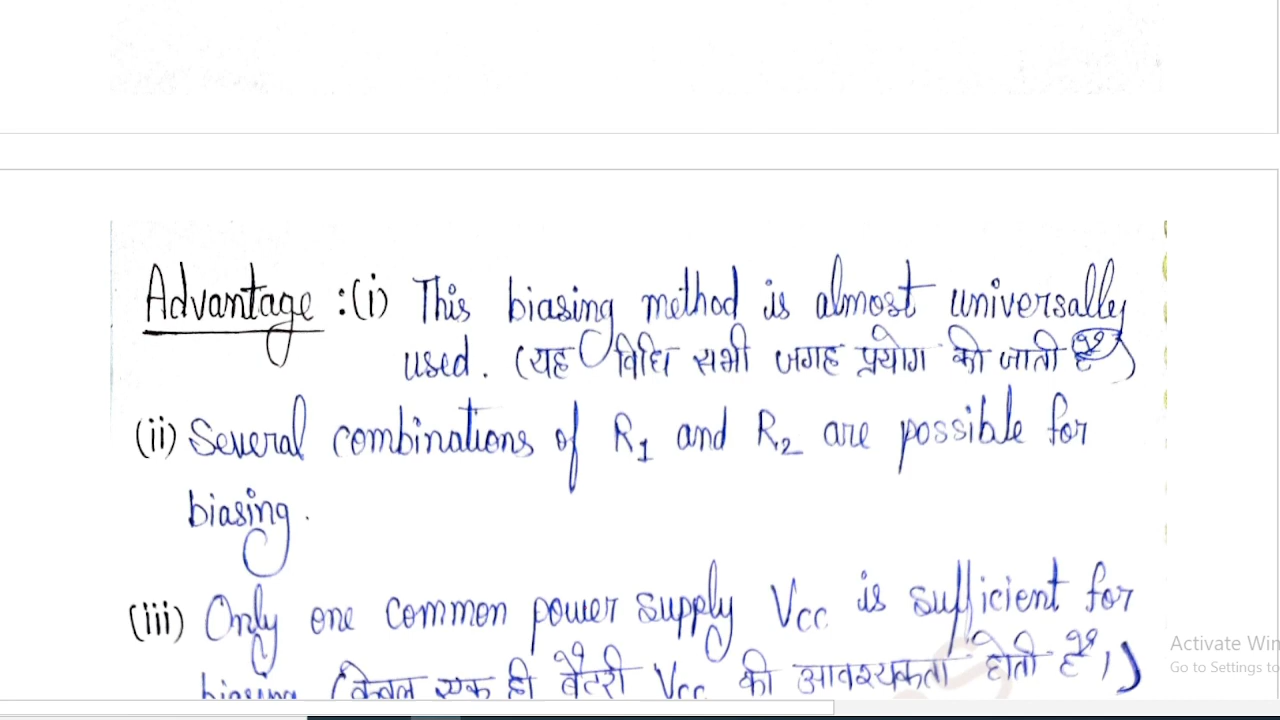 Advantage :(i) This biasing method is almost universally
used. (यह विधि सभी जगह प्रयोग की जाती है)
(ii) Several combinations of R₁ and R₂ are possible for
biasing.
(iii) Only one common power supply Vcc is sufficient for
biasing (केवल एक ही बैटरी Vcc की आवश्यकता होती है।)
Activate Win
Go to Settings to